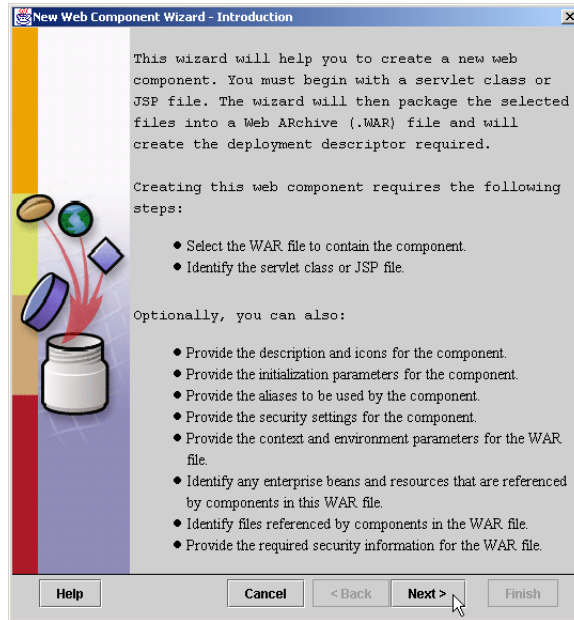 New Web Component Wizard - Introduction
This wizard will help you to create a new web
component. You must begin with a servlet class or
JSP file. The wizard will then package the selected
files into a Web ARchive (.WAR) file and will
create the deployment descriptor required.
Creating this web component requires the following
steps:
• Select the WAR file to contain the component.
• Identify the servlet class or JSP file.
Optionally, you can also:
• Provide the description and icons for the component.
• Provide the initialization parameters for the component.
• Provide the aliases to be used by the component.
• Provide the security settings for the component.
• Provide the context and environment parameters for the WAR
file.
• Identify any enterprise beans and resources that are referenced
by components in this WAR file.
• Identify files referenced by components in the WAR file.
• Provide the required security information for the WAR file.
Help Cancel < Back Next > Finish